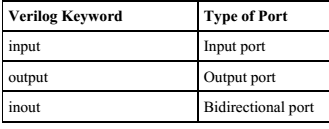 Verilog Keyword Type of Port
input Input port
output Output port
inout Bidirectional port